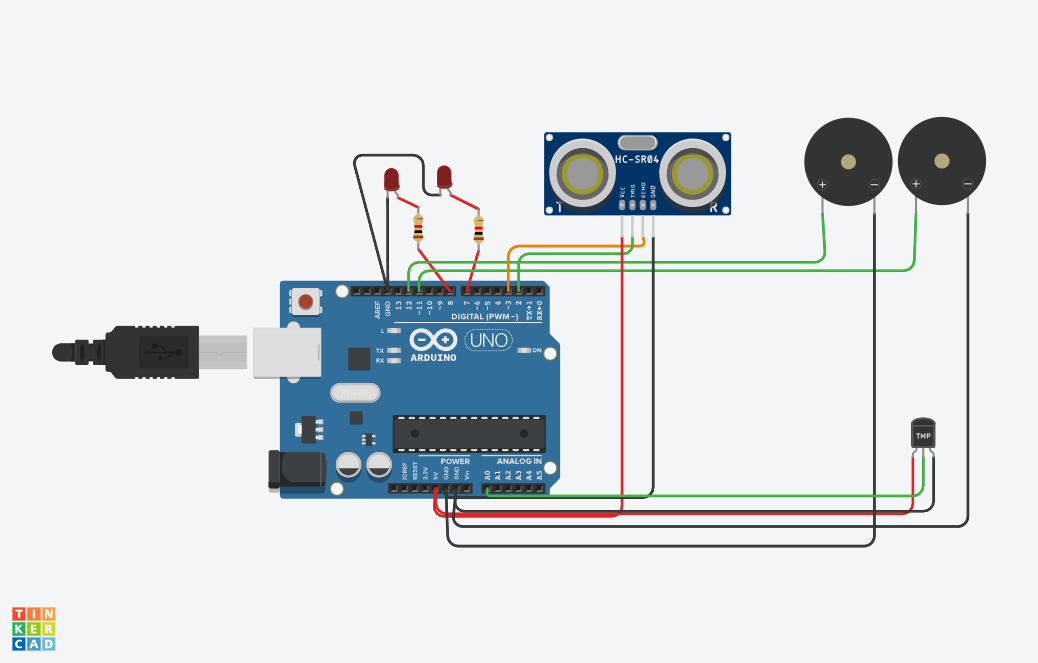 HC-SR04
T
R
VCC
TRIG
ECHO
GND
+
−
+
−
AREF
GND
13
12
~11
~10
~9
8
7
~6
~5
4
~3
2
TX→1
RX←0
DIGITAL (PWM~)
L
TX
RX
UNO
ARDUINO
ON
POWER
ANALOG IN
IOREF
RESET
3.3V
5V
GND
GND
Vin
A0
A1
A2
A3
A4
A5
TMP
TIN
KER
CAD